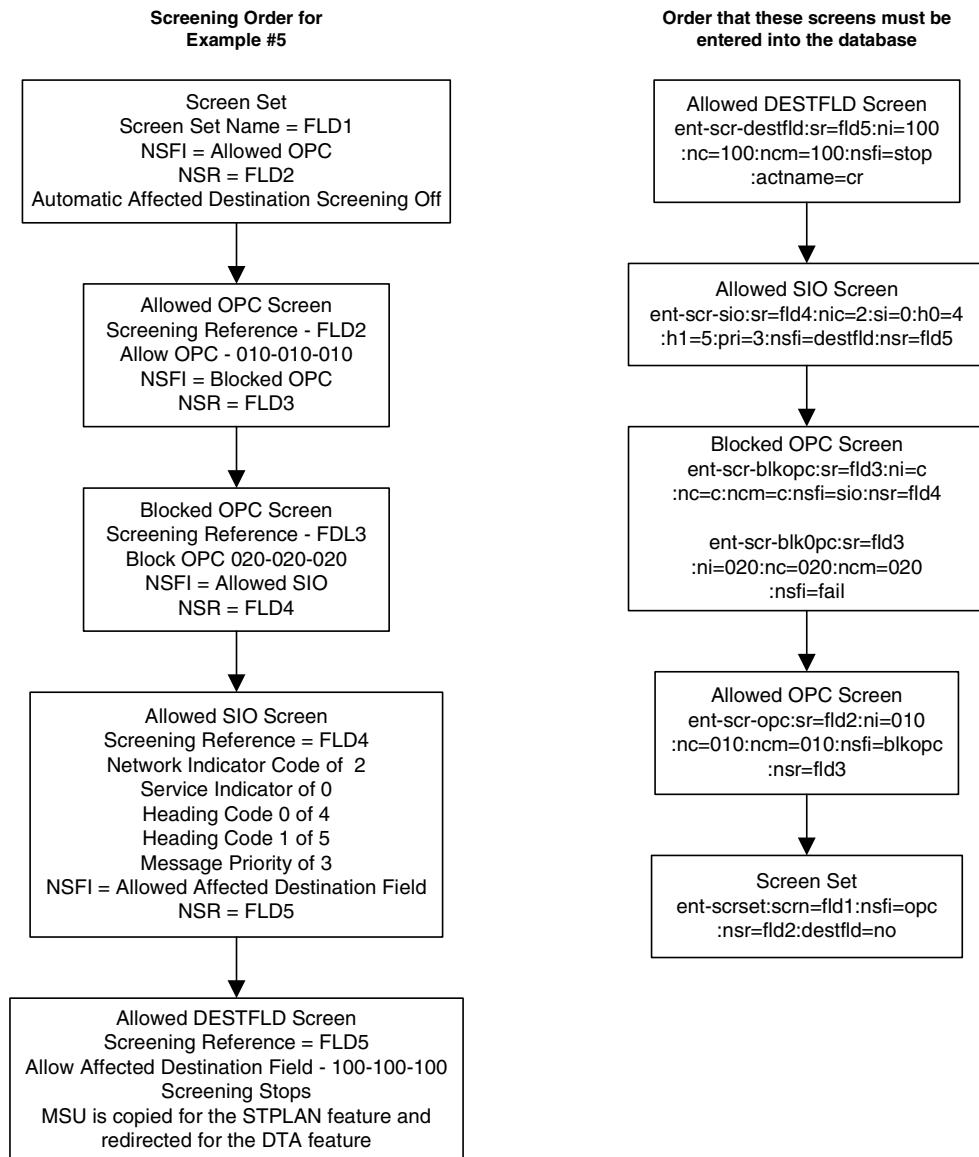 Screening Order for
Example #5
Screen Set
Screen Set Name = FLD1
NSFI = Allowed OPC
NSR = FLD2
Automatic Affected Destination Screening Off
Allowed OPC Screen
Screening Reference - FLD2
Allow OPC - 010-010-010
NSFI = Blocked OPC
NSR = FLD3
Blocked OPC Screen
Screening Reference - FDL3
Block OPC 020-020-020
NSFI = Allowed SIO
NSR = FLD4
Allowed SIO Screen
Screening Reference = FLD4
Network Indicator Code of 2
Service Indicator of 0
Heading Code 0 of 4
Heading Code 1 of 5
Message Priority of 3
NSFI = Allowed Affected Destination Field
NSR = FLD5
Allowed DESTFLD Screen
Screening Reference = FLD5
Allow Affected Destination Field - 100-100-100
Screening Stops
MSU is copied for the STPLAN feature and
redirected for the DTA feature
Order that these screens must be
entered into the database
Allowed DESTFLD Screen
ent-scr-destfld:sr=fld5:ni=100
:nc=100:ncm=100:nsfi=stop
:actname=cr
Allowed SIO Screen
ent-scr-sio:sr=fld4:nic=2:si=0:h0=4
:h1=5:pri=3:nsfi=destfld:nsr=fld5
Blocked OPC Screen
ent-scr-blkopc:sr=fld3:ni=c
:nc=c:ncm=c:nsfi=sio:nsr=fld4
ent-scr-blk0pc:sr=fld3
:ni=020:nc=020:ncm=020
:nsfi=fail
Allowed OPC Screen
ent-scr-opc:sr=fld2:ni=010
:nc=010:ncm=010:nsfi=blkopc
:nsr=fld3
Screen Set
ent-scrset:scrn=fld1:nsfi=opc
:nsr=fld2:destfld=no